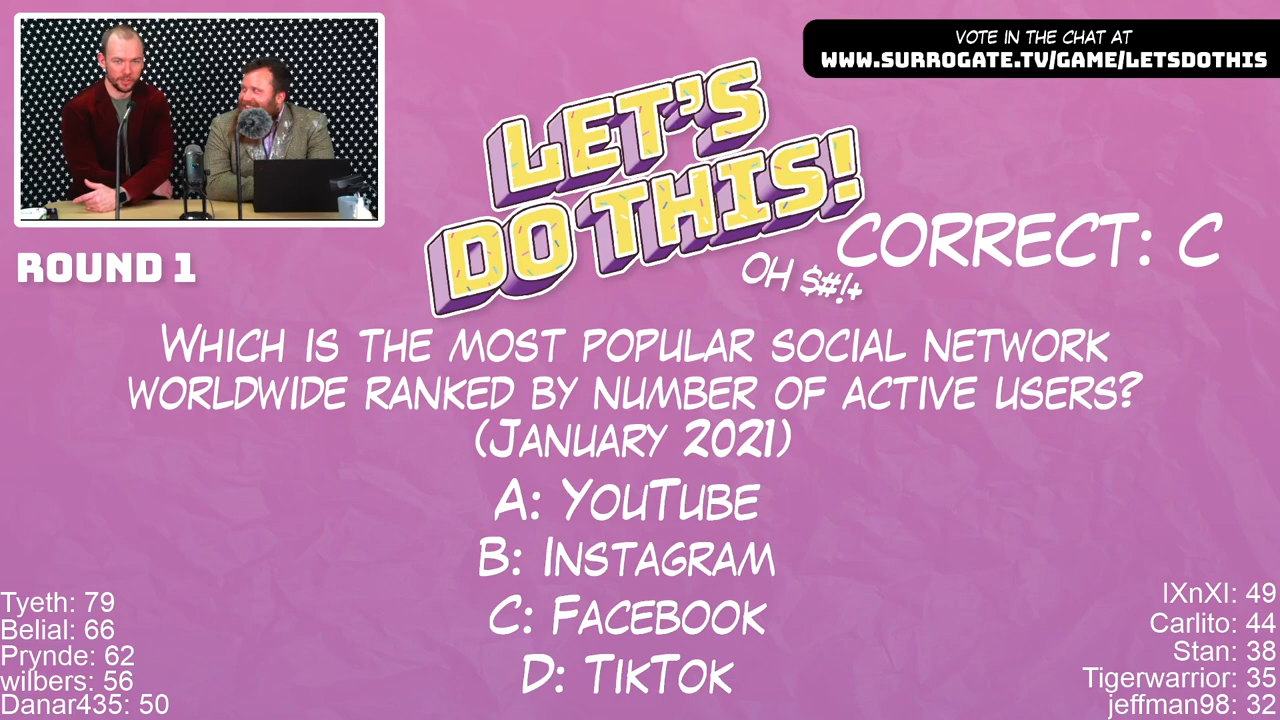 VOTE IN THE CHAT AT
WWW.SURROGATE.TV/GAME/LETSDOTHIS
LET'S
DO THIS!
OH $#!+
CORRECT: C
ROUND 1
WHICH IS THE MOST POPULAR SOCIAL NETWORK
WORLDWIDE RANKED BY NUMBER OF ACTIVE USERS?
(JANUARY 2021)
A: YOUTUBE
B: INSTAGRAM
C: FACEBOOK
D: TIKTOK
Tyeth: 79
Belial: 66
Prynde: 62
wilbers: 56
Danar435: 50
IXnXI: 49
Carlito: 44
Stan: 38
Tigerwarrior: 35
jeffman98: 32